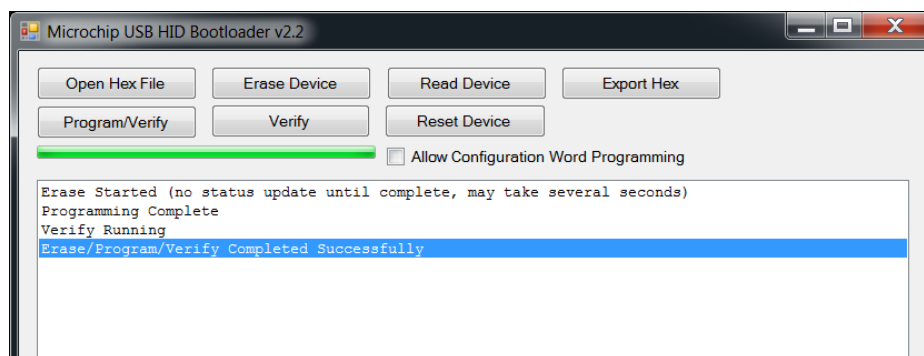 Microchip USB HID Bootloader v2.2
Open Hex File Erase Device Read Device Export Hex
Program/Verify Verify Reset Device
Allow Configuration Word Programming
Erase Started (no status update until complete, may take several seconds)
Programming Complete
Verify Running
Erase/Program/Verify Completed Successfully